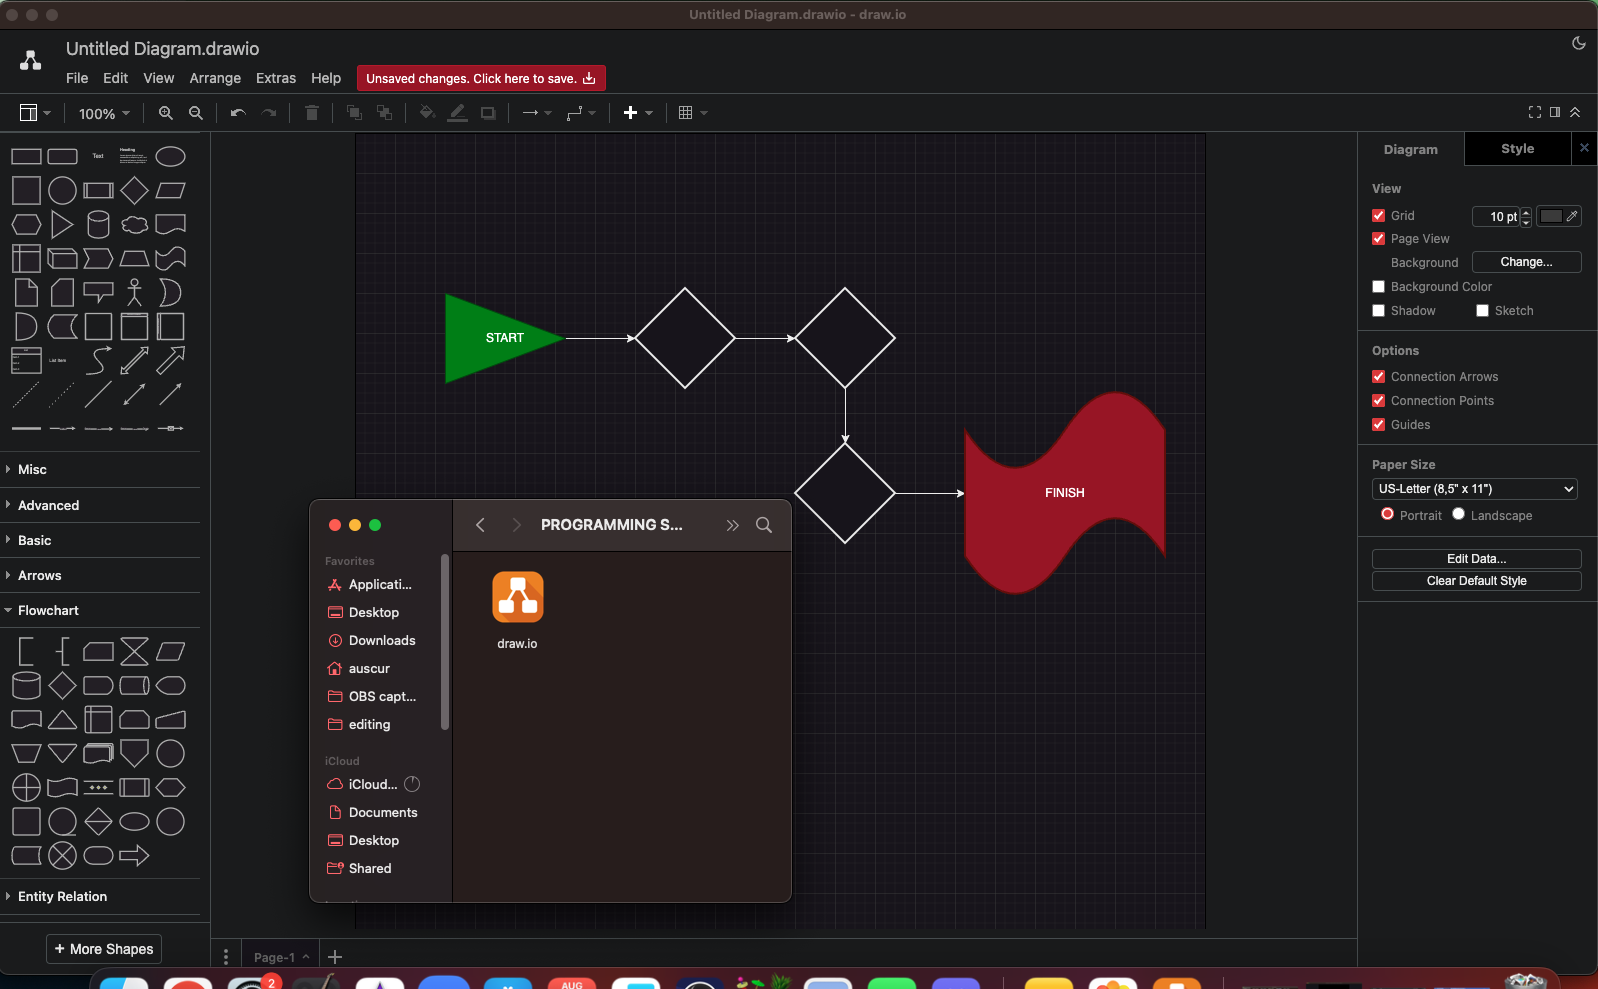 Untitled Diagram.drawio - draw.io
Untitled Diagram.drawio
File Edit View Arrange Extras Help Unsaved changes. Click here to save.
100%
Text
Heading
List Item
Misc
Advanced
Basic
Arrows
Flowchart
Entity Relation
+ More Shapes
START
FINISH
PROGRAMMING S...
draw.io
Favorites
Applicati...
Desktop
Downloads
auscur
OBS capt...
editing
iCloud
iCloud...
Documents
Desktop
Shared
Page-1
Diagram Style
View
Grid 10 pt
Page View
Background Change...
Background Color
Shadow Sketch
Options
Connection Arrows
Connection Points
Guides
Paper Size
US-Letter (8,5" x 11")
Portrait Landscape
Edit Data...
Clear Default Style
2
AUG